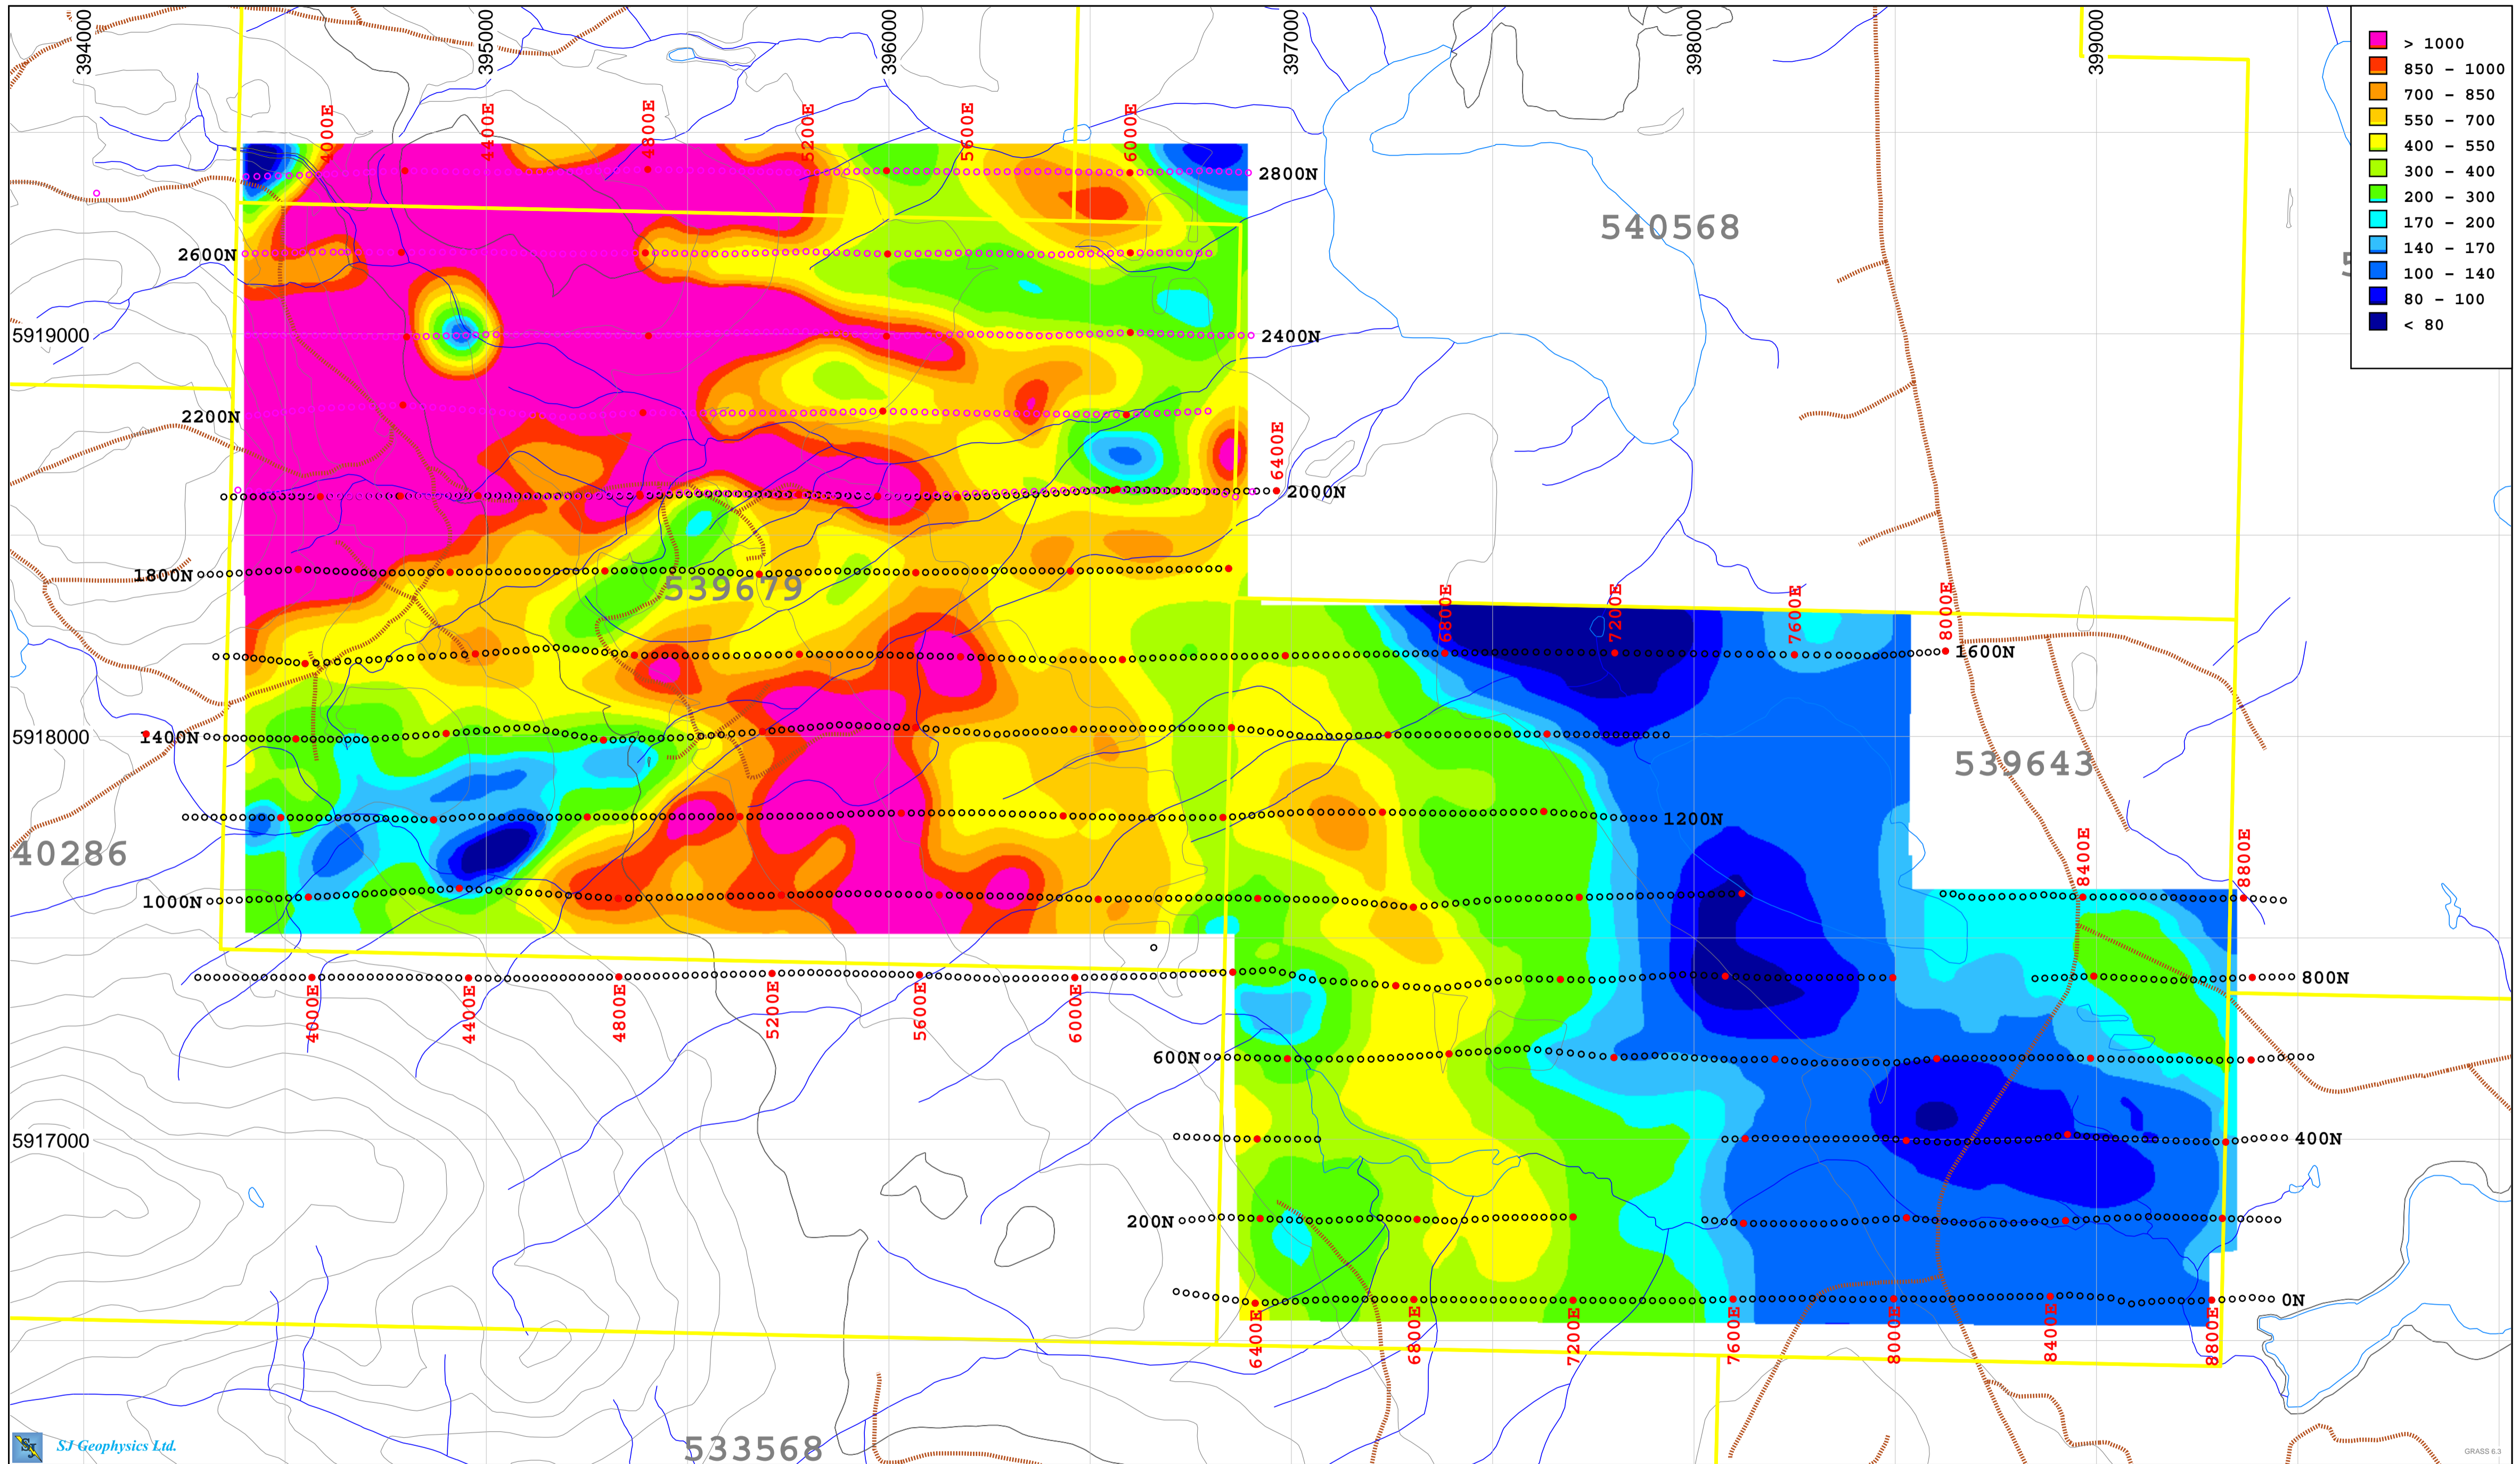 394000
395000
396000
397000
398000
399000
> 1000
850 - 1000
700 - 850
550 - 700
400 - 550
300 - 400
200 - 300
170 - 200
140 - 170
100 - 140
80 - 100
< 80
4000E
4400E
4800E
5200E
5600E
6000E
2800N
540568
2600N
5919000
2400N
2200N
6400E
2000N
1800N
539679
6800E
7200E
7600E
8000E
1600N
5918000
1400N
539643
1200N
40286
8400E
8800E
1000N
800N
4000E
4400E
4800E
5200E
5600E
6000E
600N
5917000
400N
200N
0N
6400E
6800E
7200E
7600E
8000E
8400E
8800E
SJ Geophysics Ltd.
533568
GRASS 6.3